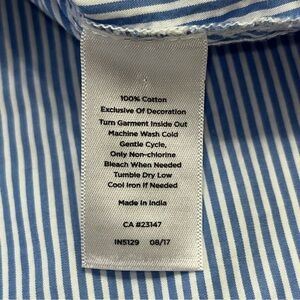 100% Cotton
Exclusive Of Decoration
Turn Garment Inside Out
Machine Wash Cold
Gentle Cycle,
Only Non-chlorine
Bleach When Needed
Tumble Dry Low
Cool Iron If Needed
Made In India
CA #23147
IN5129 08/17